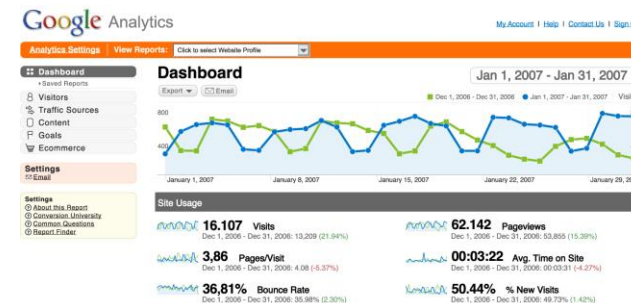 Google Analytics
My Account | Help | Contact Us | Sign
Analytics Settings View Reports: Click to select Website Profile
Dashboard
Saved Reports
Visitors
Traffic Sources
Content
Goals
Ecommerce
Settings
Email
Settings
About this Report
Conversion University
Common Questions
Report Finder
Dashboard
Jan 1, 2007 - Jan 31, 2007
Export Email
Dec 1, 2006 - Dec 31, 2006 Jan 1, 2007 - Jan 31, 2007
800
400
January 1, 2007 January 8, 2007 January 15, 2007 January 22, 2007 January 29,
Site Usage
16.107 Visits
Dec 1, 2006 - Dec 31, 2006: 13,209 (21.94%)
62.142 Pageviews
Dec 1, 2006 - Dec 31, 2006: 53,855 (15.39%)
3,86 Pages/Visit
Dec 1, 2006 - Dec 31, 2006: 4.08 (-5.37%)
00:03:22 Avg. Time on Site
Dec 1, 2006 - Dec 31, 2006: 00:03:31 (-4.27%)
36,81% Bounce Rate
Dec 1, 2006 - Dec 31, 2006: 35.98% (2.30%)
50.44% % New Visits
Dec 1, 2006 - Dec 31, 2006: 49.73% (1.42%)